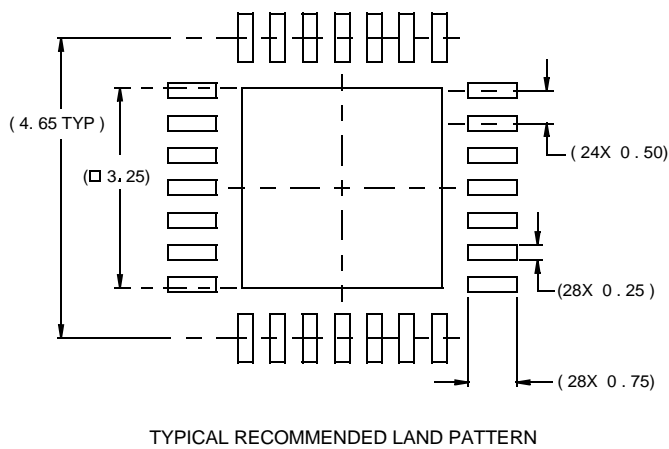 ( 4. 65 TYP )
(□ 3. 25)
( 24X 0 . 50)
(28X 0 . 25 )
( 28X 0 . 75)
TYPICAL RECOMMENDED LAND PATTERN